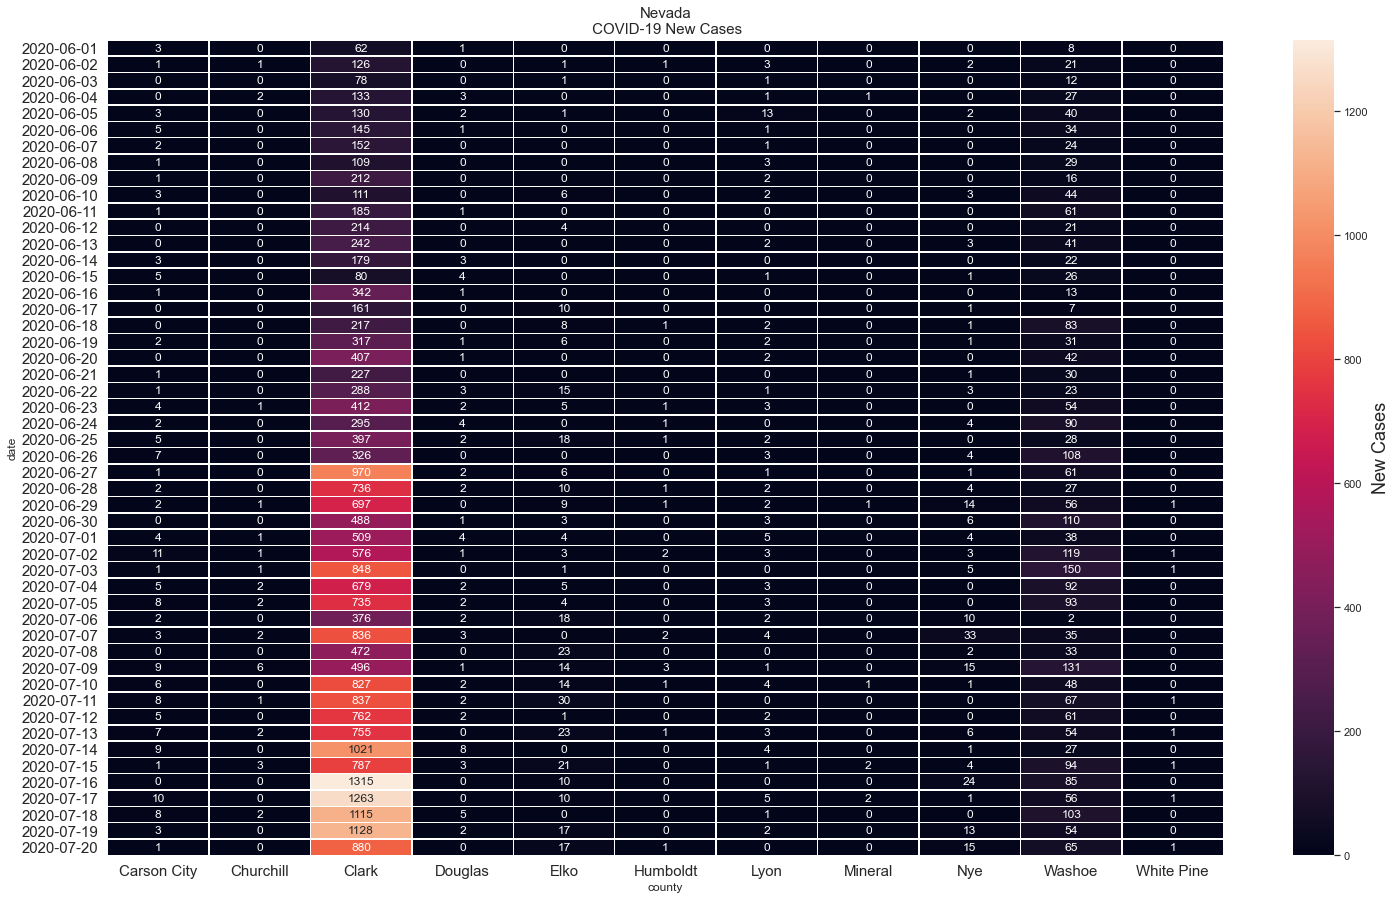 Nevada
COVID-19 New Cases
2020-06-01 3 0 62 1 0 0 0 0 0 8 0
2020-06-02 1 1 126 0 1 1 3 0 2 21 0
2020-06-03 0 0 78 0 1 0 1 0 0 12 0
2020-06-04 0 2 133 3 0 0 1 1 0 27 0
2020-06-05 3 0 130 2 1 0 13 0 2 40 0
2020-06-06 5 0 145 1 0 0 1 0 0 34 0
2020-06-07 2 0 152 0 0 0 1 0 0 24 0
2020-06-08 1 0 109 0 0 0 3 0 0 29 0
2020-06-09 1 0 212 0 0 0 2 0 0 16 0
2020-06-10 3 0 111 0 6 0 2 0 3 44 0
2020-06-11 1 0 185 1 0 0 0 0 0 61 0
2020-06-12 0 0 214 0 4 0 0 0 0 21 0
2020-06-13 0 0 242 0 0 0 2 0 3 41 0
2020-06-14 3 0 179 3 0 0 0 0 0 22 0
2020-06-15 5 0 80 4 0 0 1 0 1 26 0
2020-06-16 1 0 342 1 0 0 0 0 0 13 0
2020-06-17 0 0 161 0 10 0 0 0 1 7 0
2020-06-18 0 0 217 0 8 1 2 0 1 83 0
2020-06-19 2 0 317 1 6 0 2 0 1 31 0
2020-06-20 0 0 407 1 0 0 2 0 0 42 0
2020-06-21 1 0 227 0 0 0 0 0 1 30 0
2020-06-22 1 0 288 3 15 0 1 0 3 23 0
2020-06-23 4 1 412 2 5 1 3 0 0 54 0
2020-06-24 2 0 295 4 0 1 0 0 4 90 0
2020-06-25 5 0 397 2 18 1 2 0 0 28 0
2020-06-26 7 0 326 0 0 0 3 0 4 108 0
2020-06-27 1 0 970 2 6 0 1 0 1 61 0
2020-06-28 2 0 736 2 10 1 2 0 4 27 0
2020-06-29 2 1 697 0 9 1 2 1 14 56 1
2020-06-30 0 0 488 1 3 0 3 0 6 110 0
2020-07-01 4 1 509 4 4 0 5 0 4 38 0
2020-07-02 11 1 576 1 3 2 3 0 3 119 1
2020-07-03 1 1 848 0 1 0 0 0 5 150 1
2020-07-04 5 2 679 2 5 0 3 0 0 92 0
2020-07-05 8 2 735 2 4 0 3 0 0 93 0
2020-07-06 2 0 376 2 18 0 2 0 10 2 0
2020-07-07 3 2 836 3 0 2 4 0 33 35 0
2020-07-08 0 0 472 0 23 0 0 0 2 33 0
2020-07-09 9 6 496 1 14 3 1 0 15 131 0
2020-07-10 6 0 827 2 14 1 4 1 1 48 0
2020-07-11 8 1 837 2 30 0 0 0 0 67 1
2020-07-12 5 0 762 2 1 0 2 0 0 61 0
2020-07-13 7 2 755 0 23 1 3 0 6 54 1
2020-07-14 9 0 1021 8 0 0 4 0 1 27 0
2020-07-15 1 3 787 3 21 0 1 2 4 94 1
2020-07-16 0 0 1315 0 10 0 0 0 24 85 0
2020-07-17 10 0 1263 0 10 0 5 2 1 56 1
2020-07-18 8 2 1115 5 0 0 1 0 0 103 0
2020-07-19 3 0 1128 2 17 0 2 0 13 54 0
2020-07-20 1 0 880 0 17 1 0 0 15 65 1
date
Carson City Churchill Clark Douglas Elko Humboldt Lyon Mineral Nye Washoe White Pine
county
1200
1000
800
600
400
200
0
New Cases